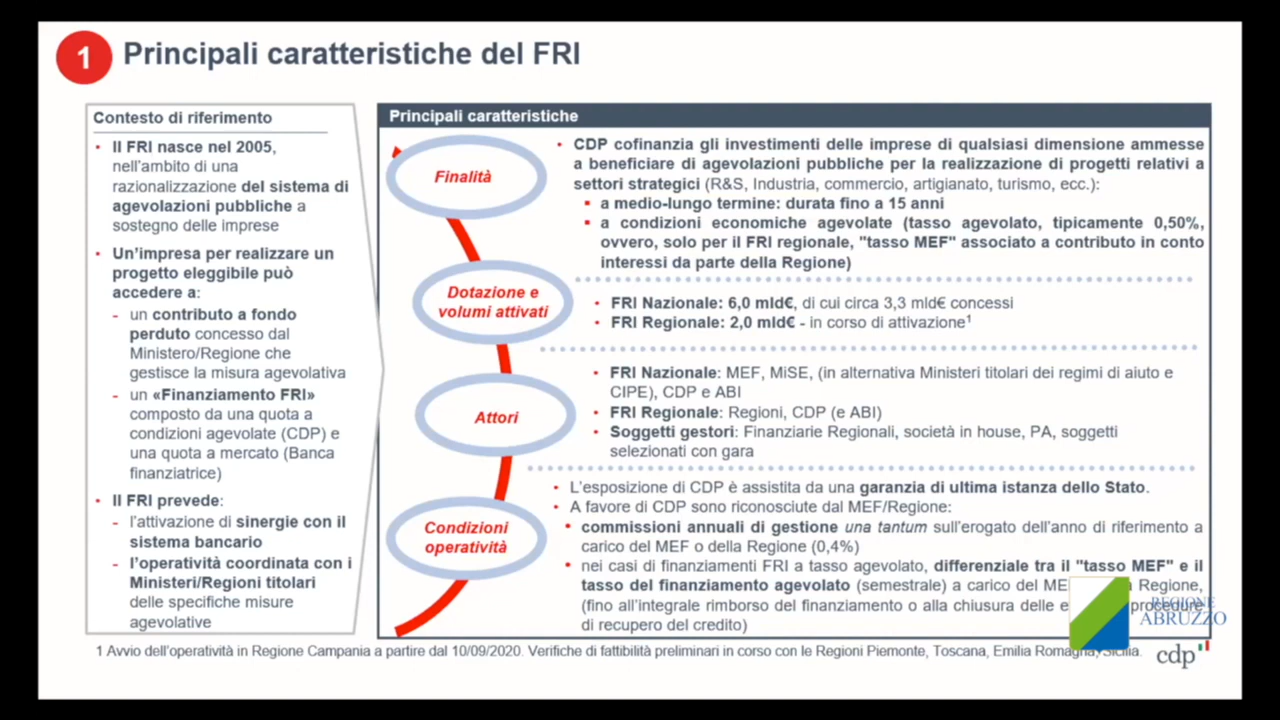 1 Principali caratteristiche del FRI
Contesto di riferimento
• Il FRI nasce nel 2005,
nell'ambito di una
razionalizzazione del sistema di
agevolazioni pubbliche a
sostegno delle imprese
• Un'impresa per realizzare un
progetto eleggibile può
accedere a:
- un contributo a fondo
perduto concesso dal
Ministero/Regione che
gestisce la misura agevolativa
- un «Finanziamento FRI»
composto da una quota a
condizioni agevolate (CDP) e
una quota a mercato (Banca
finanziatrice)
• Il FRI prevede:
- l'attivazione di sinergie con il
sistema bancario
- l'operatività coordinata con i
Ministeri/Regioni titolari
delle specifiche misure
agevolative
Principali caratteristiche
Finalità
• CDP cofinanzia gli investimenti delle imprese di qualsiasi dimensione ammesse
a beneficiare di agevolazioni pubbliche per la realizzazione di progetti relativi a
settori strategici (R&S, Industria, commercio, artigianato, turismo, ecc.):
▪ a medio-lungo termine: durata fino a 15 anni
▪ a condizioni economiche agevolate (tasso agevolato, tipicamente 0,50%,
ovvero, solo per il FRI regionale, "tasso MEF" associato a contributo in conto
interessi da parte della Regione)
Dotazione e
volumi attivati
• FRI Nazionale: 6,0 mld€, di cui circa 3,3 mld€ concessi
• FRI Regionale: 2,0 mld€ - in corso di attivazione¹
Attori
• FRI Nazionale: MEF, MiSE, (in alternativa Ministeri titolari dei regimi di aiuto e
CIPE), CDP e ABI
• FRI Regionale: Regioni, CDP (e ABI)
• Soggetti gestori: Finanziarie Regionali, società in house, PA, soggetti
selezionati con gara
Condizioni
operatività
• L'esposizione di CDP è assistita da una garanzia di ultima istanza dello Stato.
• A favore di CDP sono riconosciute dal MEF/Regione:
• commissioni annuali di gestione una tantum sull'erogato dell'anno di riferimento a
carico del MEF o della Regione (0,4%)
• nei casi di finanziamenti FRI a tasso agevolato, differenziale tra il "tasso MEF" e il
tasso del finanziamento agevolato (semestrale) a carico del Regione,
(fino all'integrale rimborso del finanziamento o alla chiusura delle procedure
di recupero del credito)
REGIONE
ABRUZZO
1 Avvio dell'operatività in Regione Campania a partire dal 10/09/2020. Verifiche di fattibilità preliminari in corso con le Regioni Piemonte, Toscana, Emilia Romagna, Sicilia.
cdp